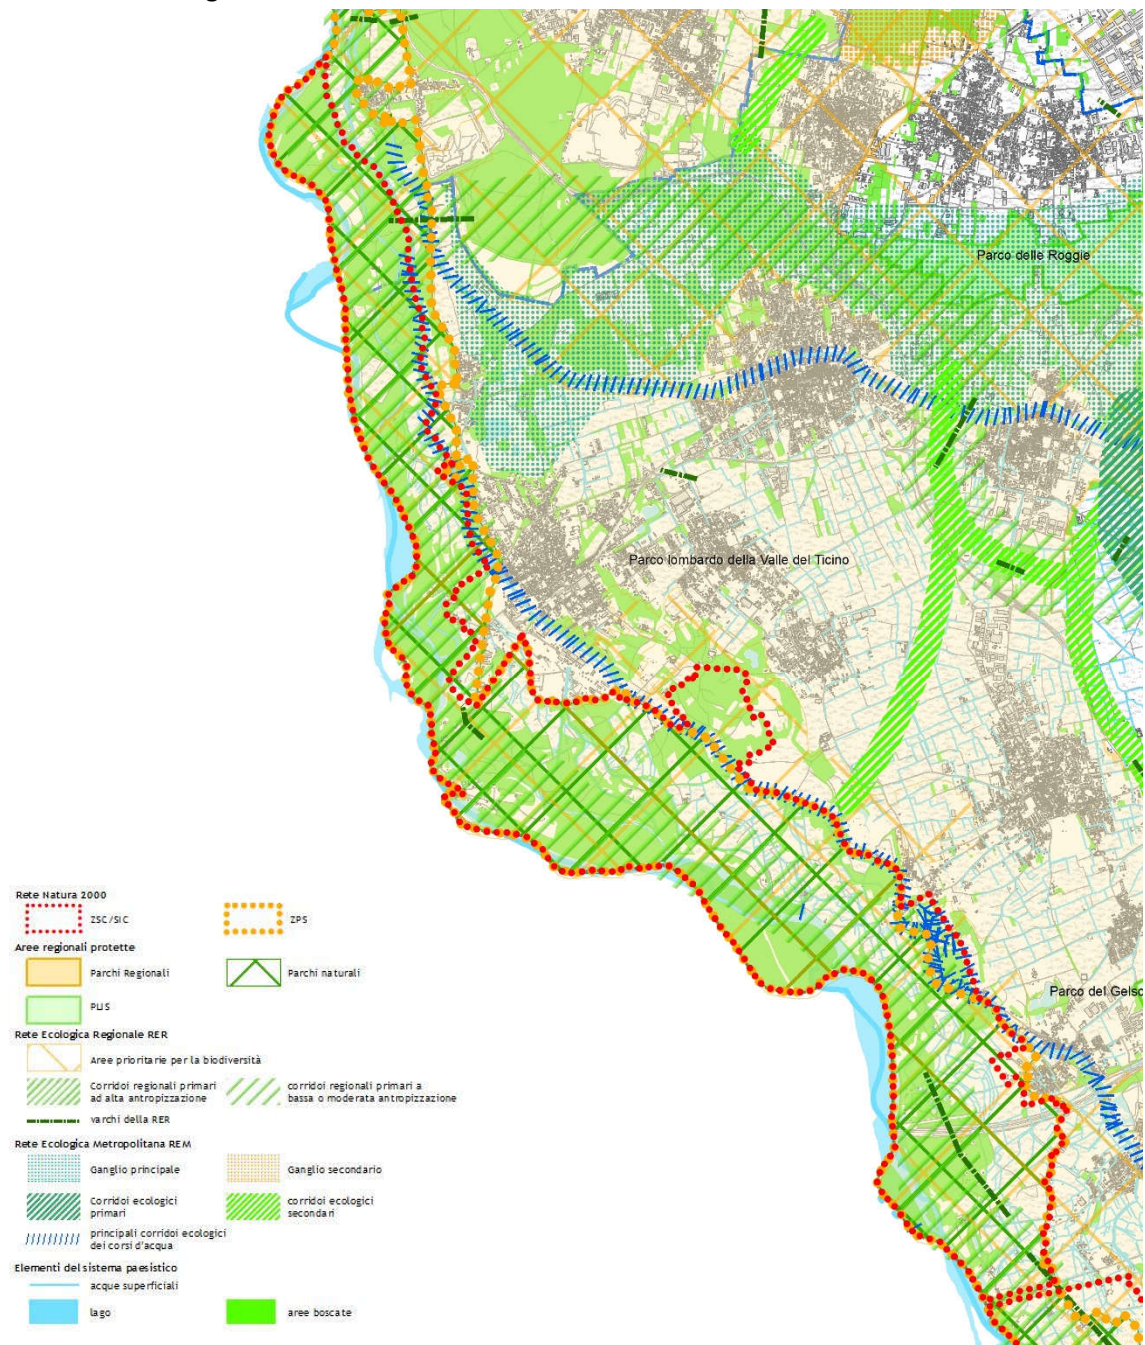 Parco delle Roggie
Parco lombardo della Valle del Ticino
Parco del Gelso
Rete Natura 2000
ZSC/SIC
ZPS
Aree regionali protette
Parchi Regionali
Parchi naturali
PLIS
Rete Ecologica Regionale RER
Aree prioritarie per la biodiversità
Corridoi regionali primari
ad alta antropizzazione
corridoi regionali primari a
bassa o moderata antropizzazione
varchi della RER
Rete Ecologica Metropolitana REM
Ganglio principale
Ganglio secondario
Corridoi ecologici
primari
corridoi ecologici
secondari
principali corridoi ecologici
dei corsi d'acqua
Elementi del sistema paesistico
acque superficiali
lago
aree boscate